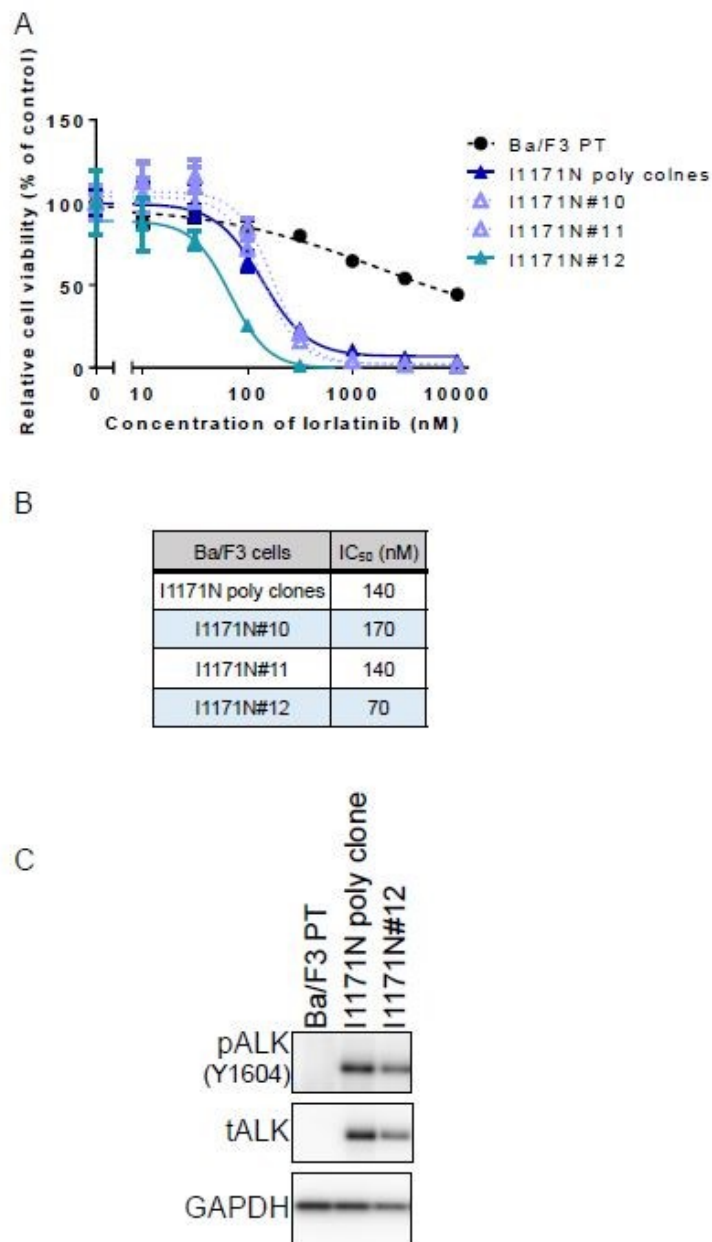 A
Relative cell viability (% of control)
150
100
50
0
0 10 100 1000 10000
Concentration of lorlatinib (nM)
Ba/F3 PT
I1171N poly colnes
I1171N#10
I1171N#11
I1171N#12
B
Ba/F3 cells IC₅₀ (nM)
I1171N poly clones 140
I1171N#10 170
I1171N#11 140
I1171N#12 70
C
Ba/F3 PT
I1171N poly clone
I1171N#12
pALK
(Y1604)
tALK
GAPDH